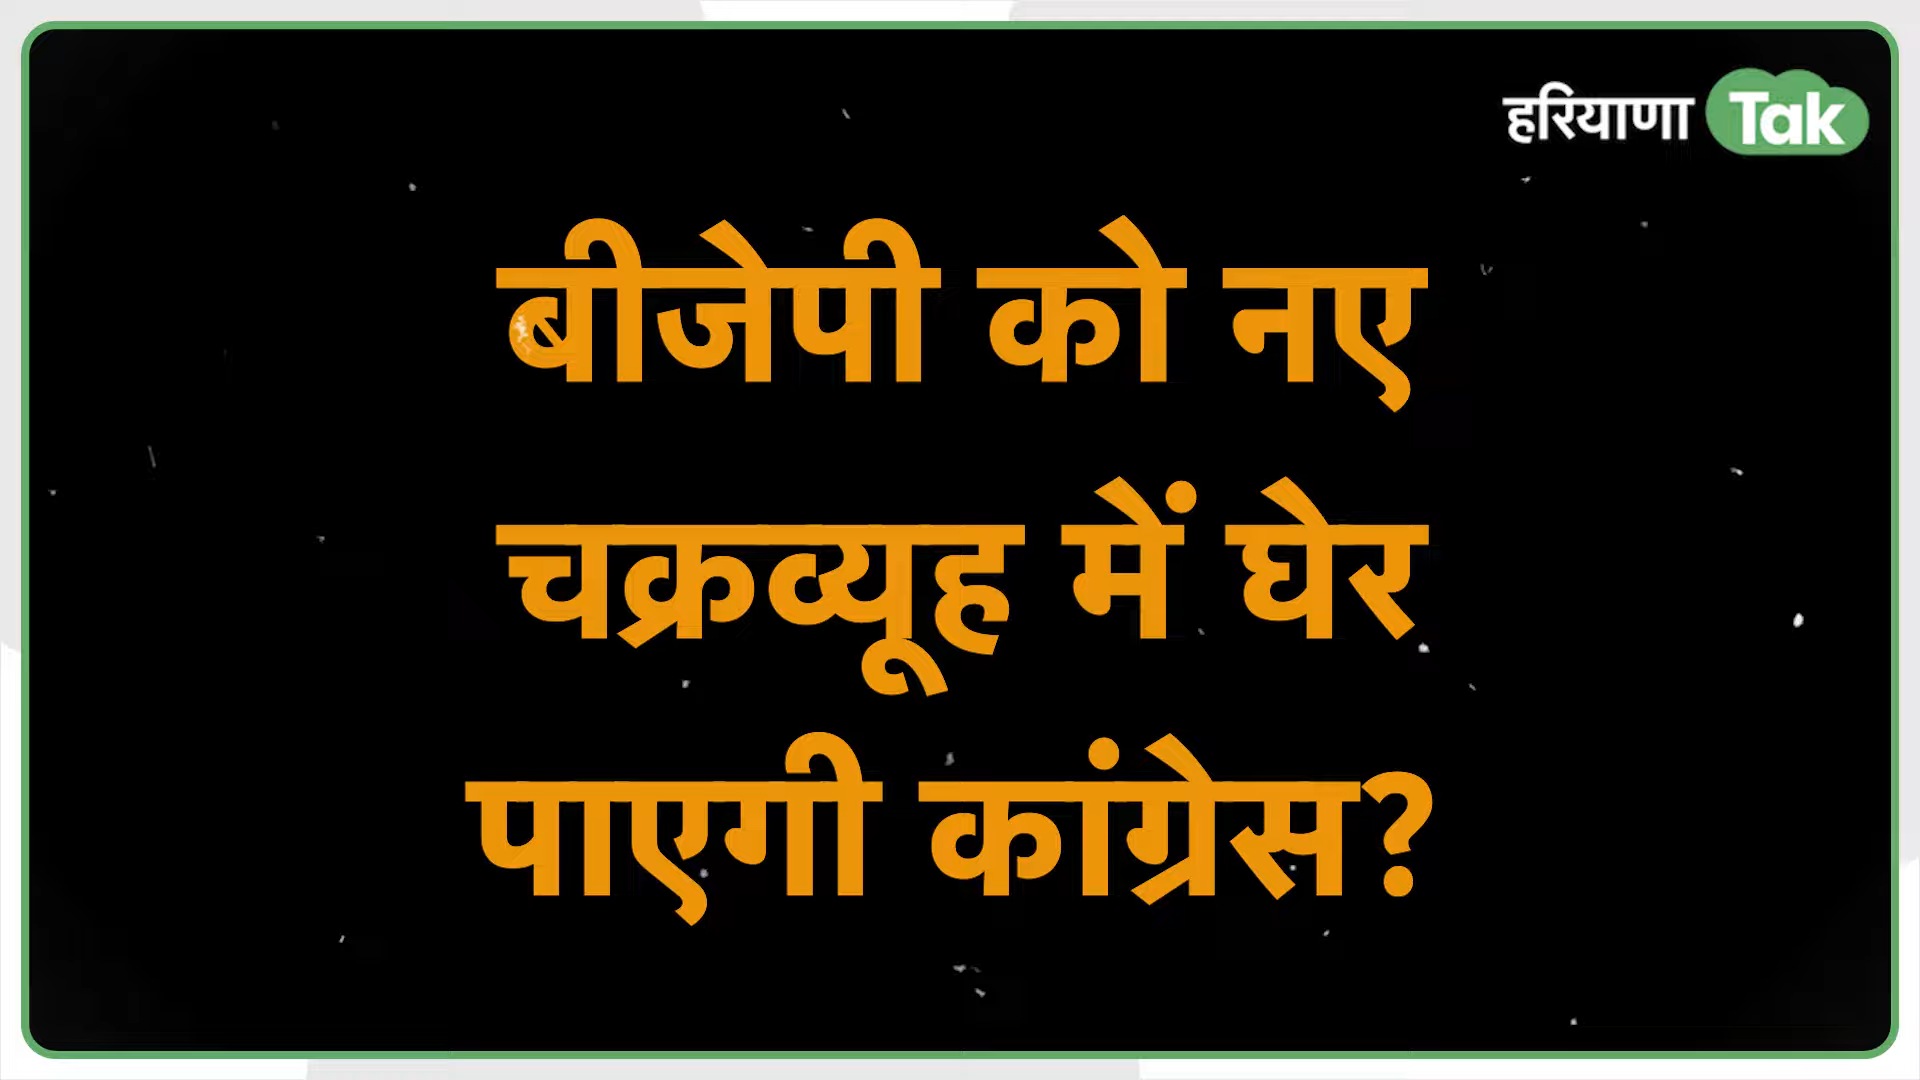 हरियाणा Tak
बीजेपी को नए
चक्रव्यूह में घेर
पाएगी कांग्रेस?